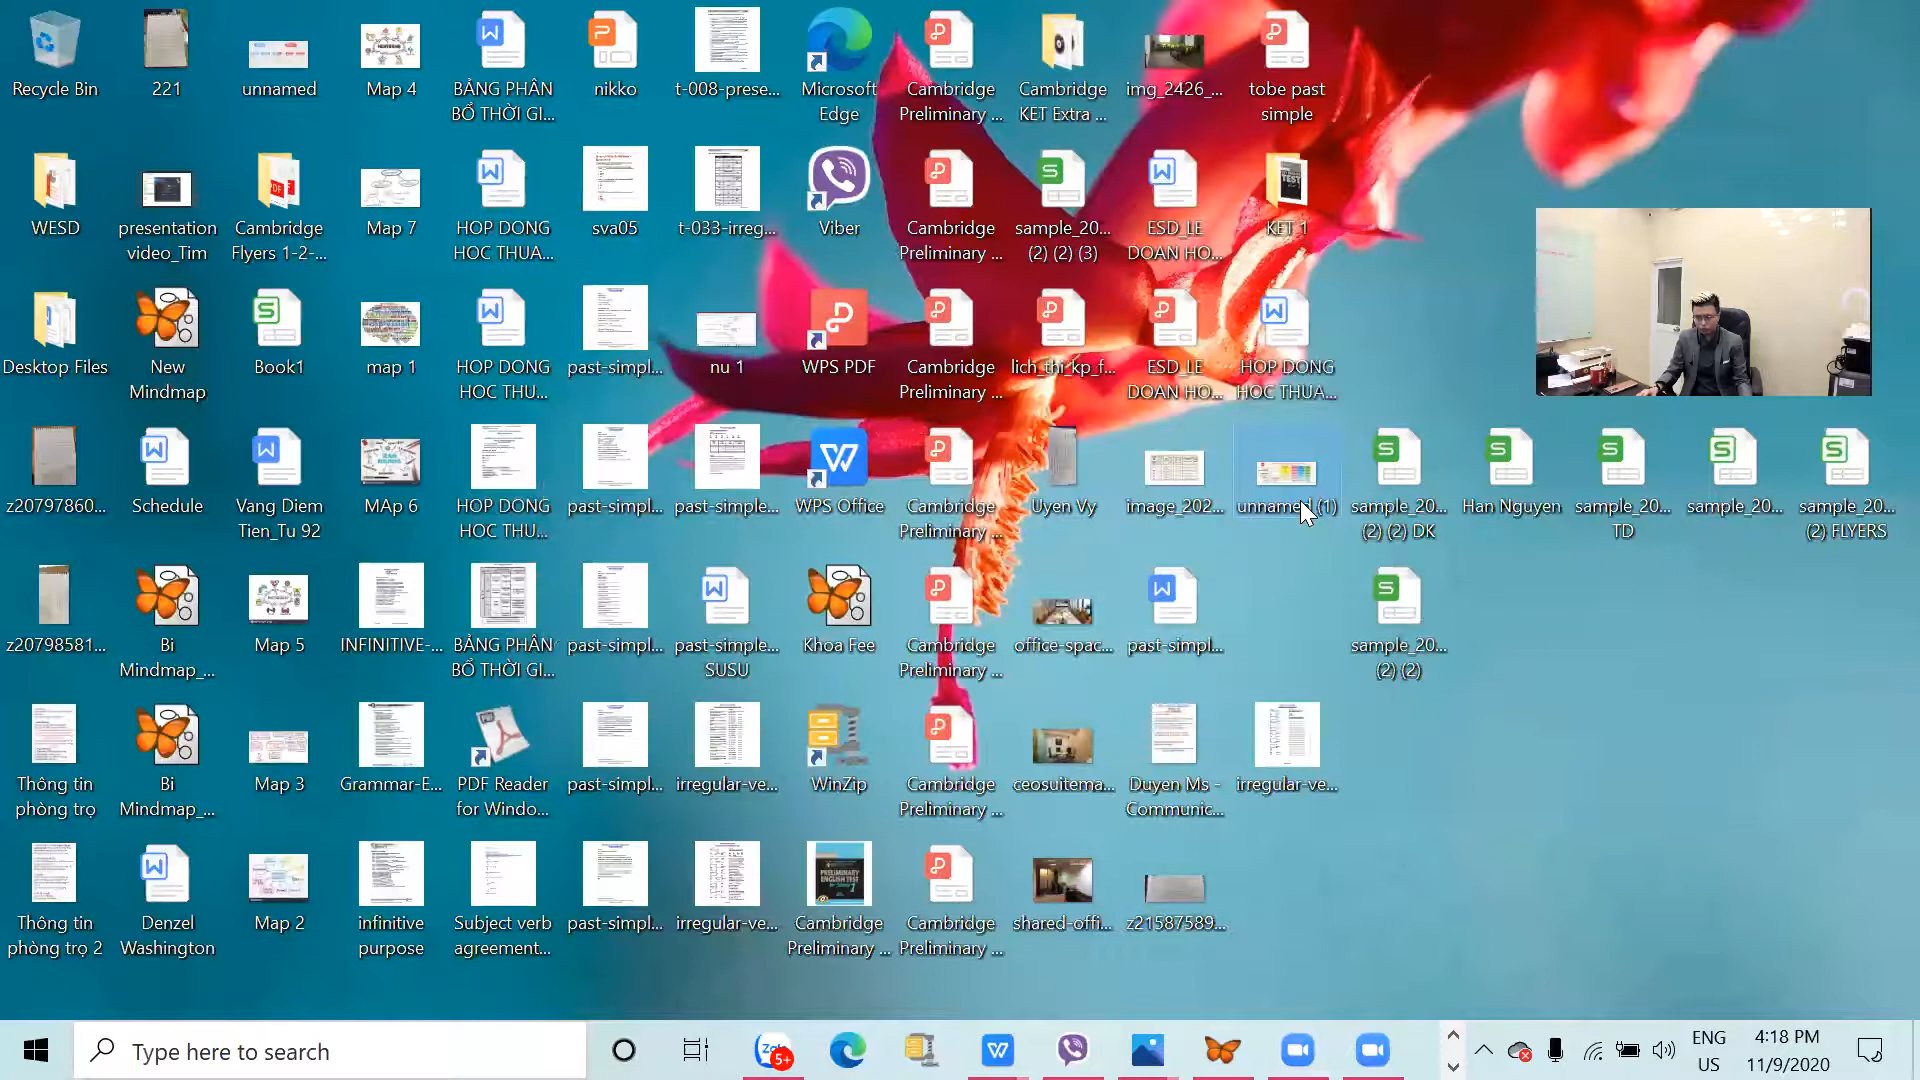 Recycle Bin
221
unnamed
Map 4
BẢNG PHÂN
BỔ THỜI GI...
nikko
t-008-prese...
Microsoft
Edge
Cambridge
Preliminary ...
Cambridge
KET Extra ...
img_2426_...
tobe past
simple
WESD
presentation
video_Tim
Cambridge
Flyers 1-2-...
Map 7
HOP DONG
HOC THUA...
sva05
t-033-irreg...
Viber
Cambridge
Preliminary ...
sample_20...
(2) (2) (3)
ESD_LE
DOAN HO...
KET 1
Desktop Files
New
Mindmap
Book1
map 1
HOP DONG
HOC THU...
past-simpl...
nu 1
WPS PDF
Cambridge
Preliminary ...
lich_thi_kp_f...
ESD_LE
DOAN HO...
HOP DONG
HOC THUA...
z20797860...
Schedule
Vang Diem
Tien_Tu 92
MAp 6
HOP DONG
HOC THU...
past-simpl...
past-simple...
WPS Office
Cambridge
Preliminary ...
Uyen Vy
image_202...
unnamed (1)
sample_20...
(2) (2) DK
Han Nguyen
sample_20...
TD
sample_20...
sample_20...
(2) FLYERS
z20798581...
Bi
Mindmap_...
Map 5
INFINITIVE-...
BẢNG PHÂN
BỔ THỜI GI...
past-simpl...
past-simple...
SUSU
Khoa Fee
Cambridge
Preliminary ...
office-spac...
past-simpl...
sample_20...
(2) (2)
Thông tin
phòng trọ
Bi
Mindmap_...
Map 3
Grammar-E...
PDF Reader
for Windo...
past-simpl...
irregular-ve...
WinZip
Cambridge
Preliminary ...
ceosuitema...
Duyen Ms -
Communic...
irregular-ve...
Thông tin
phòng trọ 2
Denzel
Washington
Map 2
infinitive
purpose
Subject verb
agreement...
past-simpl...
irregular-ve...
Cambridge
Preliminary ...
Cambridge
Preliminary ...
shared-offi...
z21587589...
Type here to search
5+
ENG
US
4:18 PM
11/9/2020